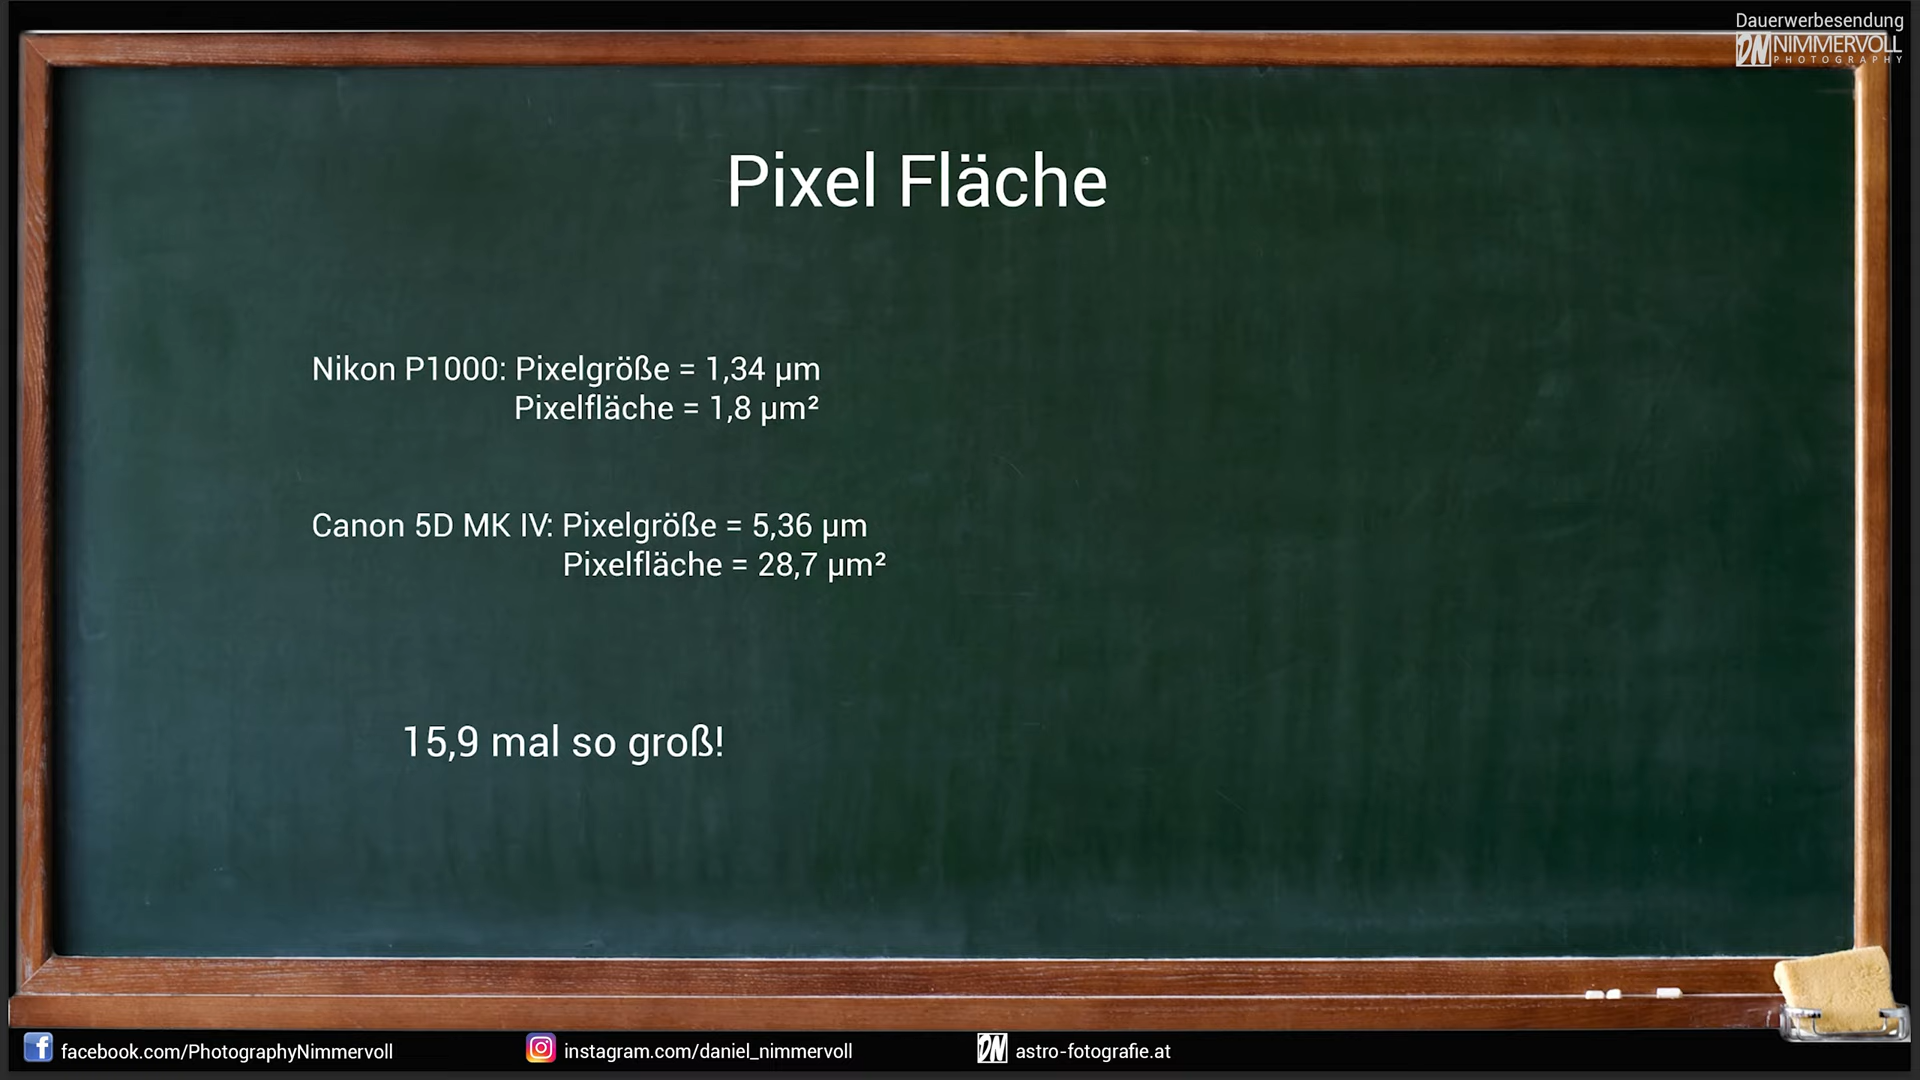 Dauerwerbesendung
DN NIMMERVOLL
PHOTOGRAPHY
Pixel Fläche
Nikon P1000: Pixelgröße = 1,34 µm
Pixelfläche = 1,8 µm²
Canon 5D MK IV: Pixelgröße = 5,36 µm
Pixelfläche = 28,7 µm²
15,9 mal so groß!
facebook.com/PhotographyNimmervoll
instagram.com/daniel_nimmervoll
DN astro-fotografie.at